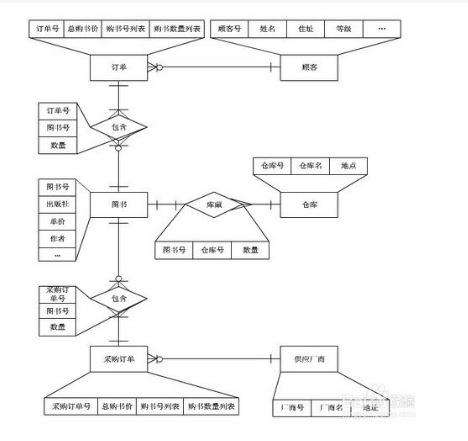 订单号 总购书价 购书号列表 购书数量列表 顾客号 姓名 住址 等级 …
订单 顾客
订单号
图书号
数量
包含
仓库号 仓库名 地点
图书号
出版社
单价
作者
…
图书 库藏 仓库
图书号 仓库号 数量
采购订
单号
图书号
数量
包含
采购订单 供应厂商
采购订单号 总购书价 购书号列表 购书数量列表 厂商号 厂商名 地址